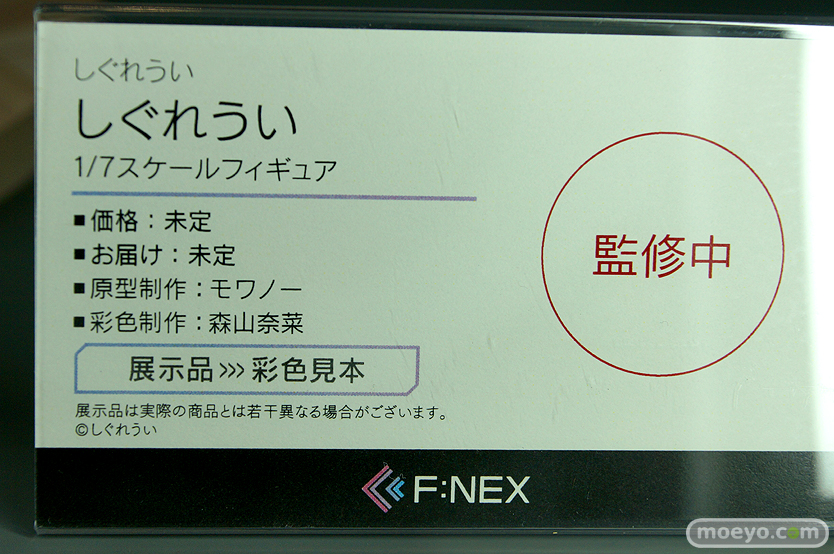 しぐれうい
しぐれうい
1/7スケールフィギュア
■価格：未定
■お届け：未定
■原型制作：モワノー
■彩色制作：森山奈菜
展示品>>>彩色見本
展示品は実際の商品とは若干異なる場合がございます。
©しぐれうい
監修中
F:NEX
moeyo.com